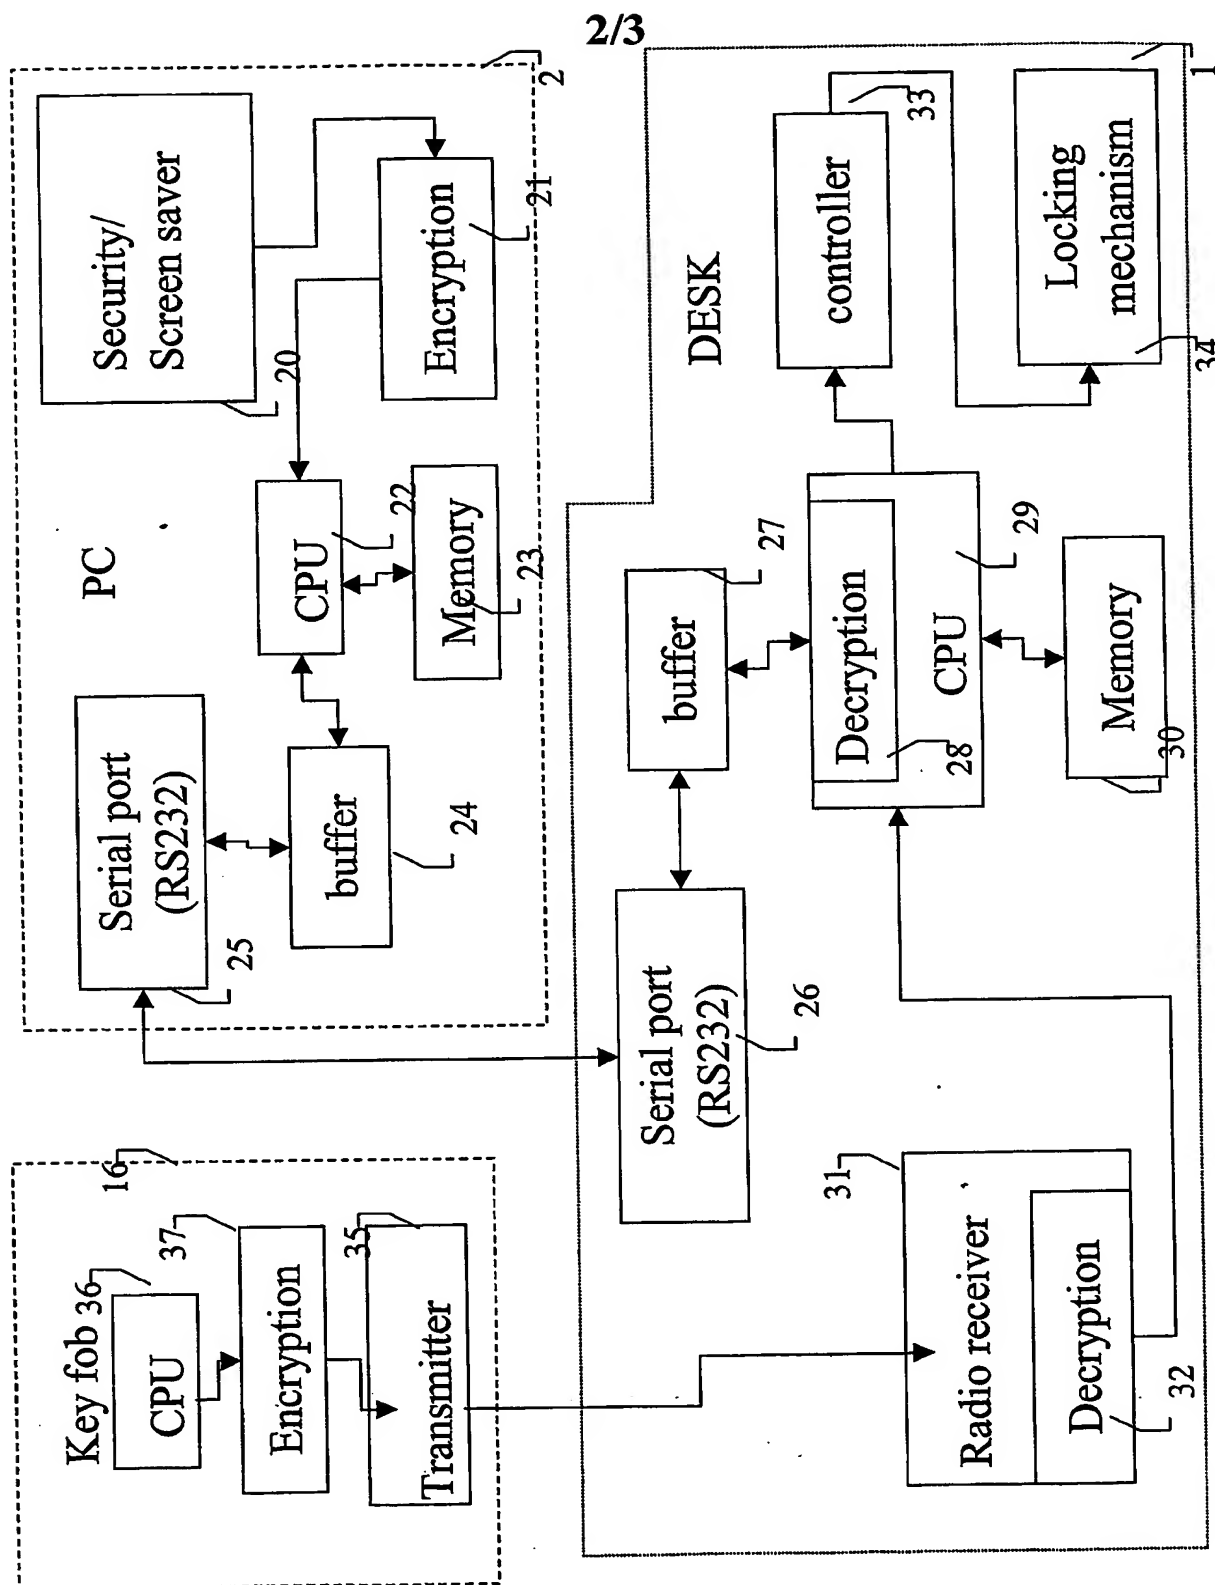 2/3
Key fob
36
CPU
37
Encryption
35
Transmitter
16
PC
Serial port
(RS232)
25
buffer
24
CPU
22
Memory
23
Security/
Screen saver
20
Encryption
21
2
DESK
Serial port
(RS232)
26
buffer
27
Decryption
28
CPU
29
Memory
30
Radio receiver
31
Decryption
32
controller
33
Locking
mechanism
34
1